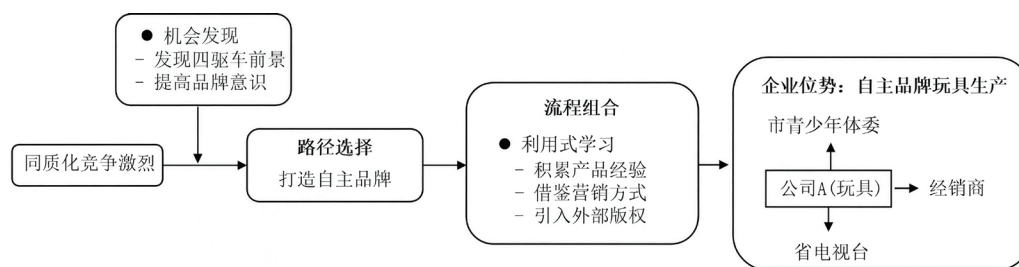 ● 机会发现
- 发现四驱车前景
- 提高品牌意识
同质化竞争激烈
路径选择
打造自主品牌
流程组合
● 利用式学习
- 积累产品经验
- 借鉴营销方式
- 引入外部版权
企业位势：自主品牌玩具生产
市青少年体委
公司A(玩具)
经销商
省电视台